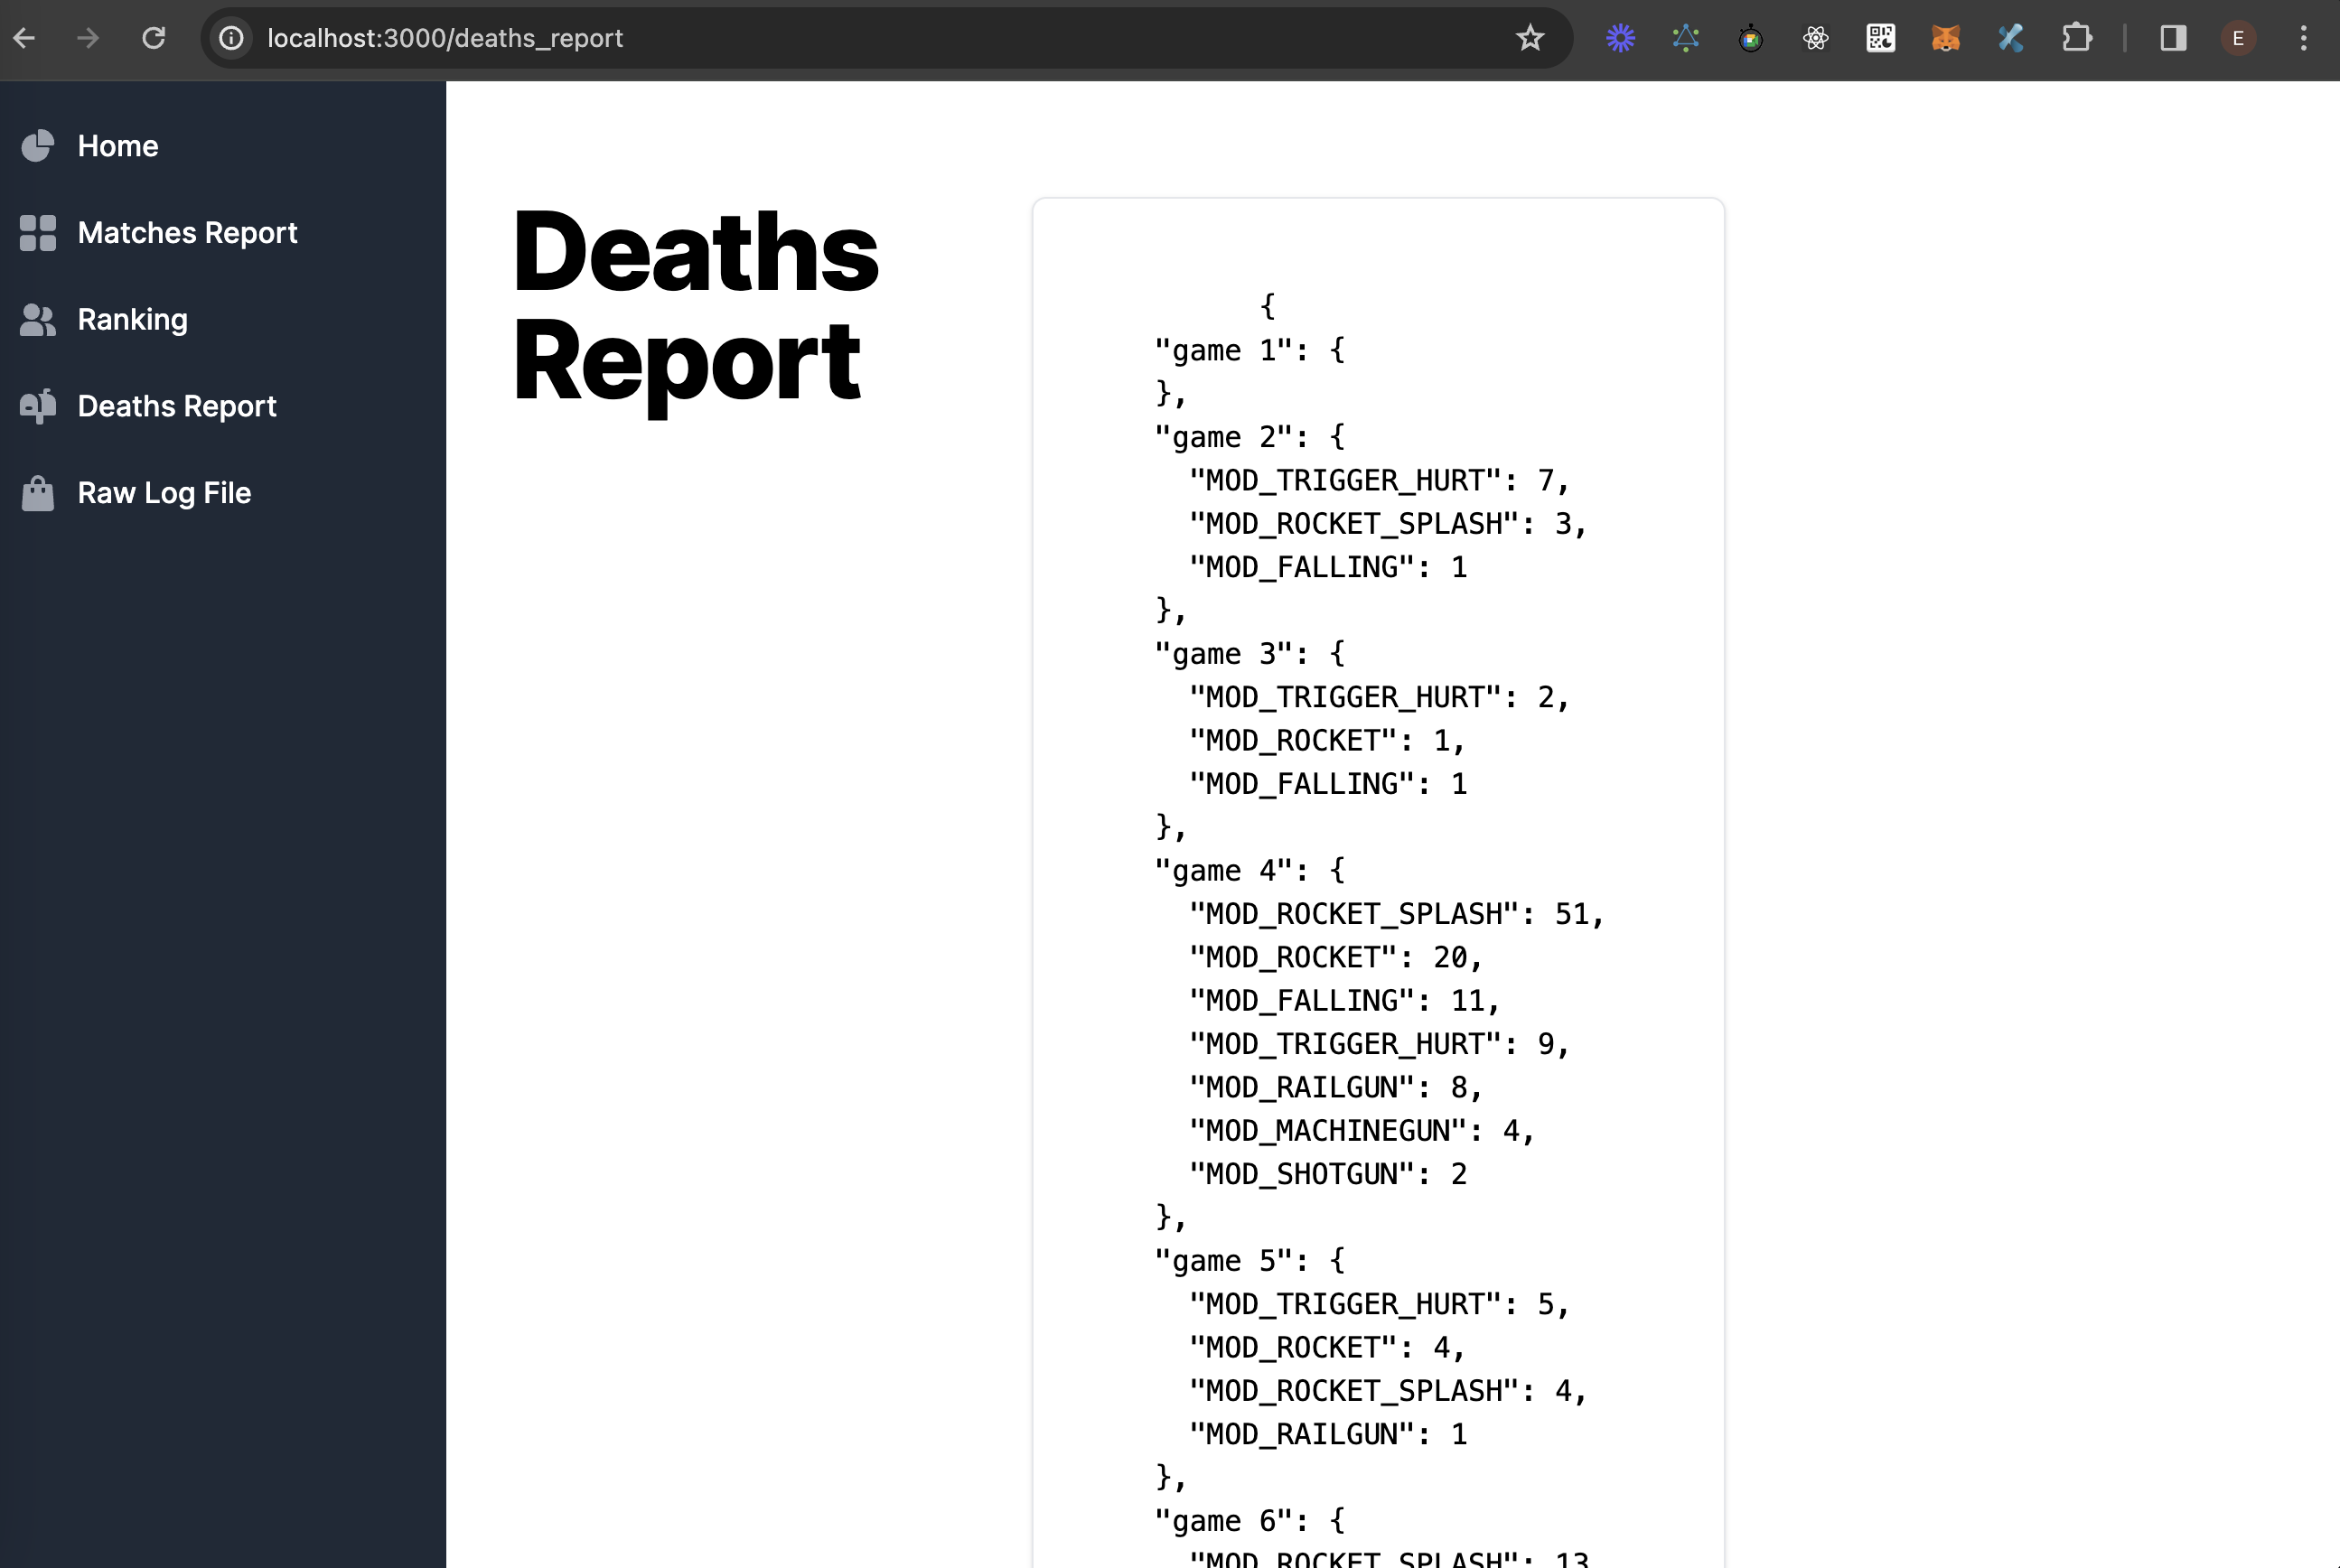 localhost:3000/deaths_report
E
Home
Matches Report
Ranking
Deaths Report
Raw Log File
Deaths
Report
{
"game 1": {
},
"game 2": {
"MOD_TRIGGER_HURT": 7,
"MOD_ROCKET_SPLASH": 3,
"MOD_FALLING": 1
},
"game 3": {
"MOD_TRIGGER_HURT": 2,
"MOD_ROCKET": 1,
"MOD_FALLING": 1
},
"game 4": {
"MOD_ROCKET_SPLASH": 51,
"MOD_ROCKET": 20,
"MOD_FALLING": 11,
"MOD_TRIGGER_HURT": 9,
"MOD_RAILGUN": 8,
"MOD_MACHINEGUN": 4,
"MOD_SHOTGUN": 2
},
"game 5": {
"MOD_TRIGGER_HURT": 5,
"MOD_ROCKET": 4,
"MOD_ROCKET_SPLASH": 4,
"MOD_RAILGUN": 1
},
"game 6": {
"MOD_ROCKET_SPLASH": 13